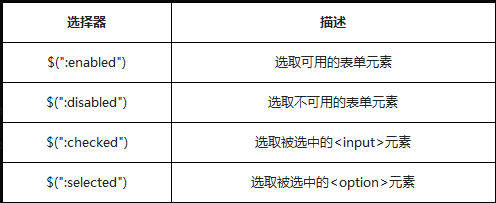 选择器 描述
$(":enabled") 选取可用的表单元素
$(":disabled") 选取不可用的表单元素
$(":checked") 选取被选中的<input>元素
$(":selected") 选取被选中的<option>元素